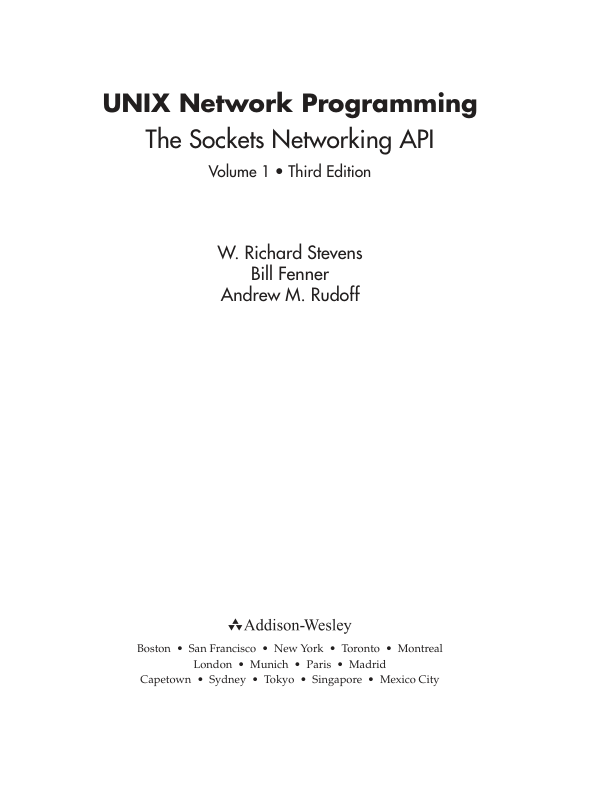 UNIX Network Programming
The Sockets Networking API
Volume 1 • Third Edition
W. Richard Stevens
Bill Fenner
Andrew M. Rudoff
Addison-Wesley
Boston • San Francisco • New York • Toronto • Montreal
London • Munich • Paris • Madrid
Capetown • Sydney • Tokyo • Singapore • Mexico City